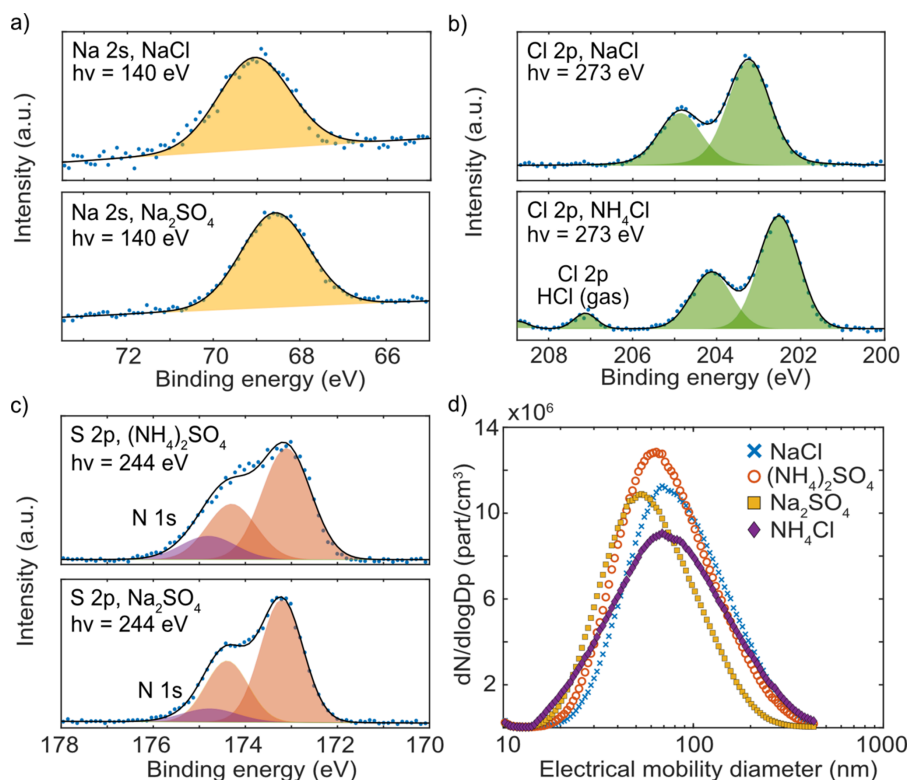 a)
Na 2s, NaCl
hν = 140 eV
Na 2s, Na₂SO₄
hν = 140 eV
Intensity (a.u.)
72 70 68 66
Binding energy (eV)
b)
Cl 2p, NaCl
hν = 273 eV
Cl 2p, NH₄Cl
hν = 273 eV
Cl 2p
HCl (gas)
Intensity (a.u.)
208 206 204 202 200
Binding energy (eV)
c)
S 2p, (NH₄)₂SO₄
hν = 244 eV
N 1s
S 2p, Na₂SO₄
hν = 244 eV
N 1s
Intensity (a.u.)
178 176 174 172 170
Binding energy (eV)
d)
x10⁶
14
10
6
2
dN/dlogDp (part/cm³)
NaCl
(NH₄)₂SO₄
Na₂SO₄
NH₄Cl
10 100 1000
Electrical mobility diameter (nm)